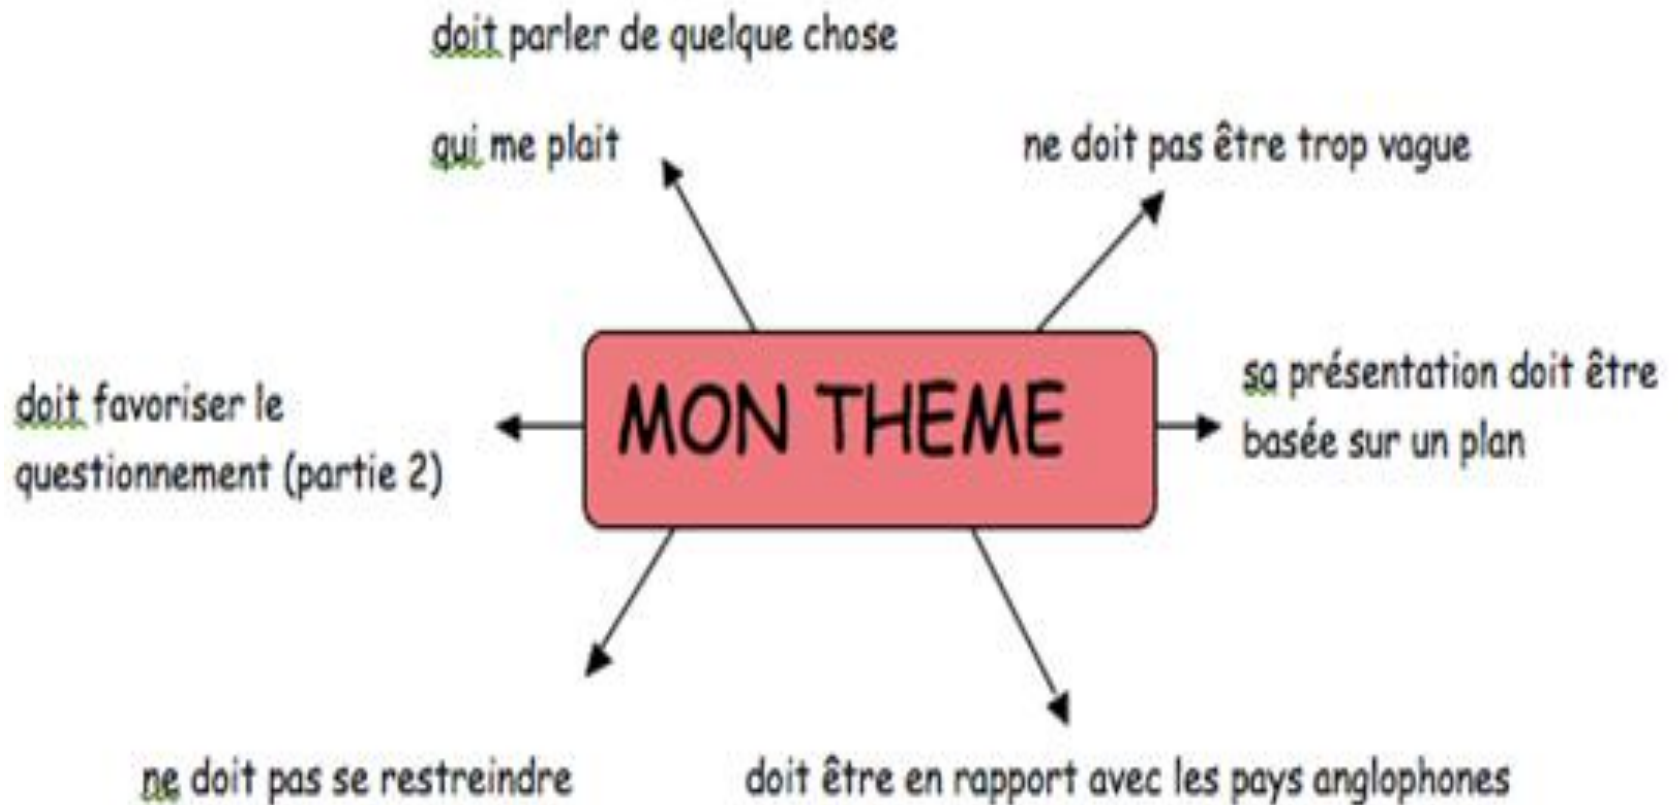 doit parler de quelque chose
qui me plait
ne doit pas être trop vague
MON THEME
sa présentation doit être
basée sur un plan
doit favoriser le
questionnement (partie 2)
ne doit pas se restreindre
doit être en rapport avec les pays anglophones